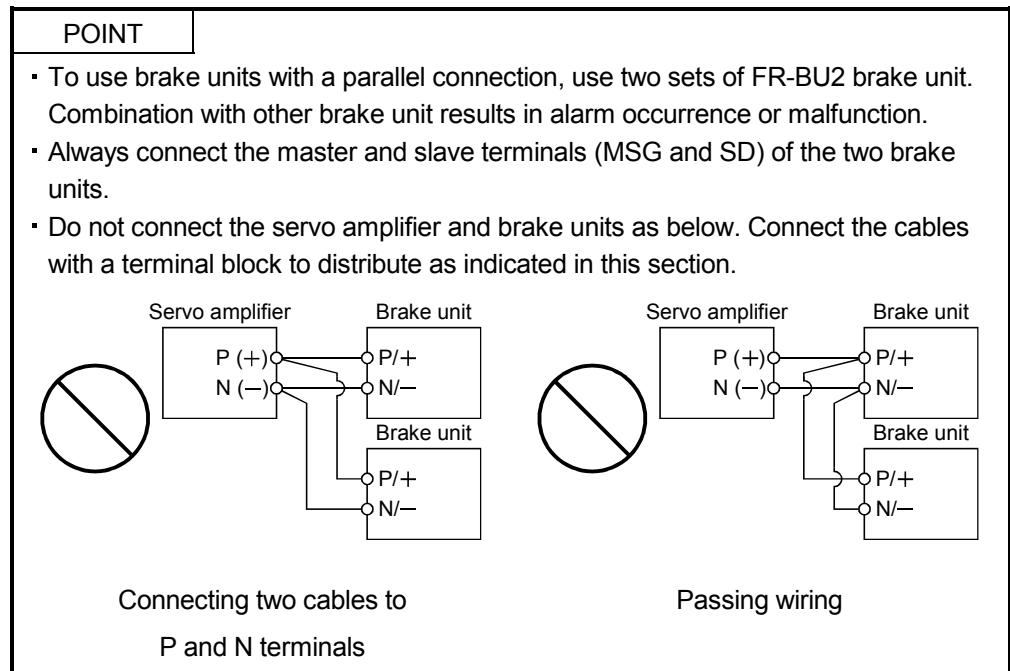 POINT
▪ To use brake units with a parallel connection, use two sets of FR-BU2 brake unit.
Combination with other brake unit results in alarm occurrence or malfunction.
▪ Always connect the master and slave terminals (MSG and SD) of the two brake
units.
▪ Do not connect the servo amplifier and brake units as below. Connect the cables
with a terminal block to distribute as indicated in this section.
Servo amplifier
Brake unit
P (+)
P/+
N (−)
N/−
Brake unit
P/+
N/−
Connecting two cables to
P and N terminals
Servo amplifier
Brake unit
P (+)
P/+
N (−)
N/−
Brake unit
P/+
N/−
Passing wiring